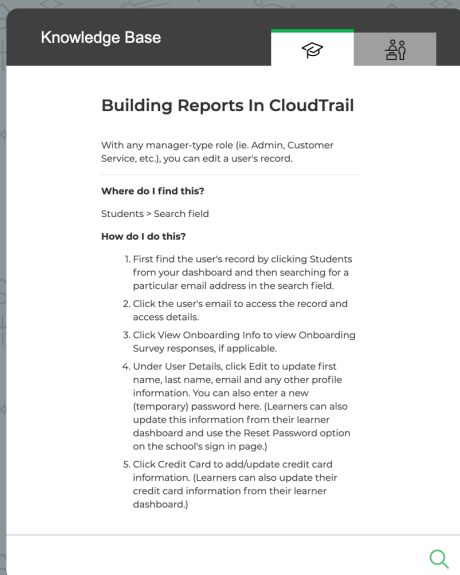 Knowledge Base
Building Reports In CloudTrail
With any manager-type role (ie. Admin, Customer
Service, etc.), you can edit a user's record.
Where do I find this?
Students > Search field
How do I do this?
1. First find the user's record by clicking Students
from your dashboard and then searching for a
particular email address in the search field.
2. Click the user's email to access the record and
access details.
3. Click View Onboarding Info to view Onboarding
Survey responses, if applicable.
4. Under User Details, click Edit to update first
name, last name, email and any other profile
information. You can also enter a new
(temporary) password here. (Learners can also
update this information from their learner
dashboard and use the Reset Password option
on the school's sign in page.)
5. Click Credit Card to add/update credit card
information. (Learners can also update their
credit card information from their learner
dashboard.)